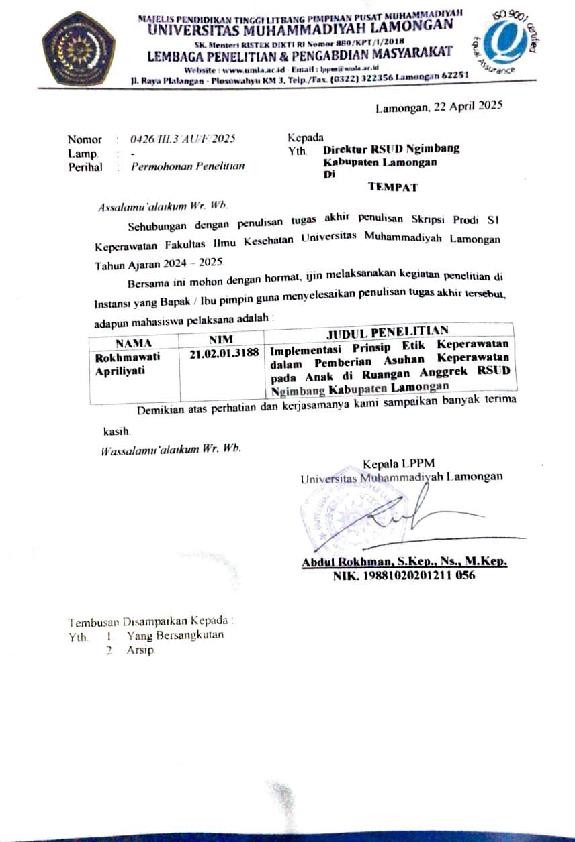 MAJELIS PENDIDIKAN TINGGI LITBANG PIMPINAN PUSAT MUHAMMADIYAH
UNIVERSITAS MUHAMMADIYAH LAMONGAN
SK. Menteri RISTEK DIKTI RI Nomor 880/KPT/I/2018
LEMBAGA PENELITIAN & PENGABDIAN MASYARAKAT
Website : www.umla.ac.id - Email : lppm@umla.ac.id
Jl. Raya Plalangan - Plosowahyu KM 3, Telp./Fax. (0322) 322356 Lamongan 62251
ISO 9001 Certified
Equal Assurance
Lamongan, 22 April 2025
Nomor : 0426/III.3/AU/F/2025
Lamp. : -
Perihal : Permohonan Penelitian
Kepada
Yth. Direktur RSUD Ngimbang
Kabupaten Lamongan
Di
TEMPAT
Assalamu'alaikum Wr. Wb.
Sehubungan dengan penulisan tugas akhir penulisan Skripsi Prodi S1
Keperawatan Fakultas Ilmu Kesehatan Universitas Muhammadiyah Lamongan
Tahun Ajaran 2024 – 2025.
Bersama ini mohon dengan hormat, ijin melaksanakan kegiatan penelitian di
Instansi yang Bapak / Ibu pimpin guna menyelesaikan penulisan tugas akhir tersebut,
adapun mahasiswa pelaksana adalah :
NAMA NIM JUDUL PENELITIAN
Rokhmawati Apriliyati 21.02.01.3188 Implementasi Prinsip Etik Keperawatan
dalam Pemberian Asuhan Keperawatan
pada Anak di Ruangan Anggrek RSUD
Ngimbang Kabupaten Lamongan
Demikian atas perhatian dan kerjasamanya kami sampaikan banyak terima
kasih.
Wassalamu'alaikum Wr. Wb.
Kepala LPPM
Universitas Muhammadiyah Lamongan
Abdul Rokhman, S.Kep., Ns., M.Kep.
NIK. 19881020201211 056
Tembusan Disampaikan Kepada :
Yth. 1. Yang Bersangkutan
2. Arsip